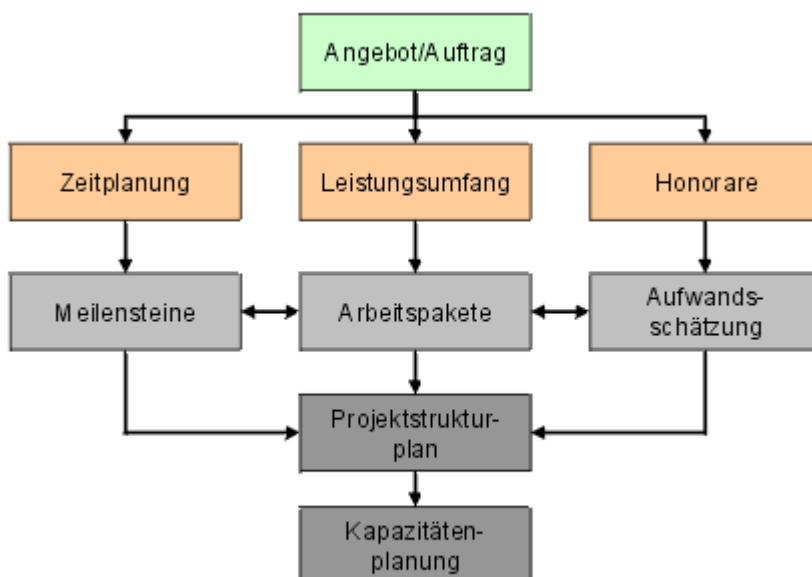 Angebot/Auftrag
Zeitplanung
Leistungsumfang
Honorare
Meilensteine
Arbeitspakete
Aufwands-
schätzung
Projektstruktur-
plan
Kapazitäten-
planung